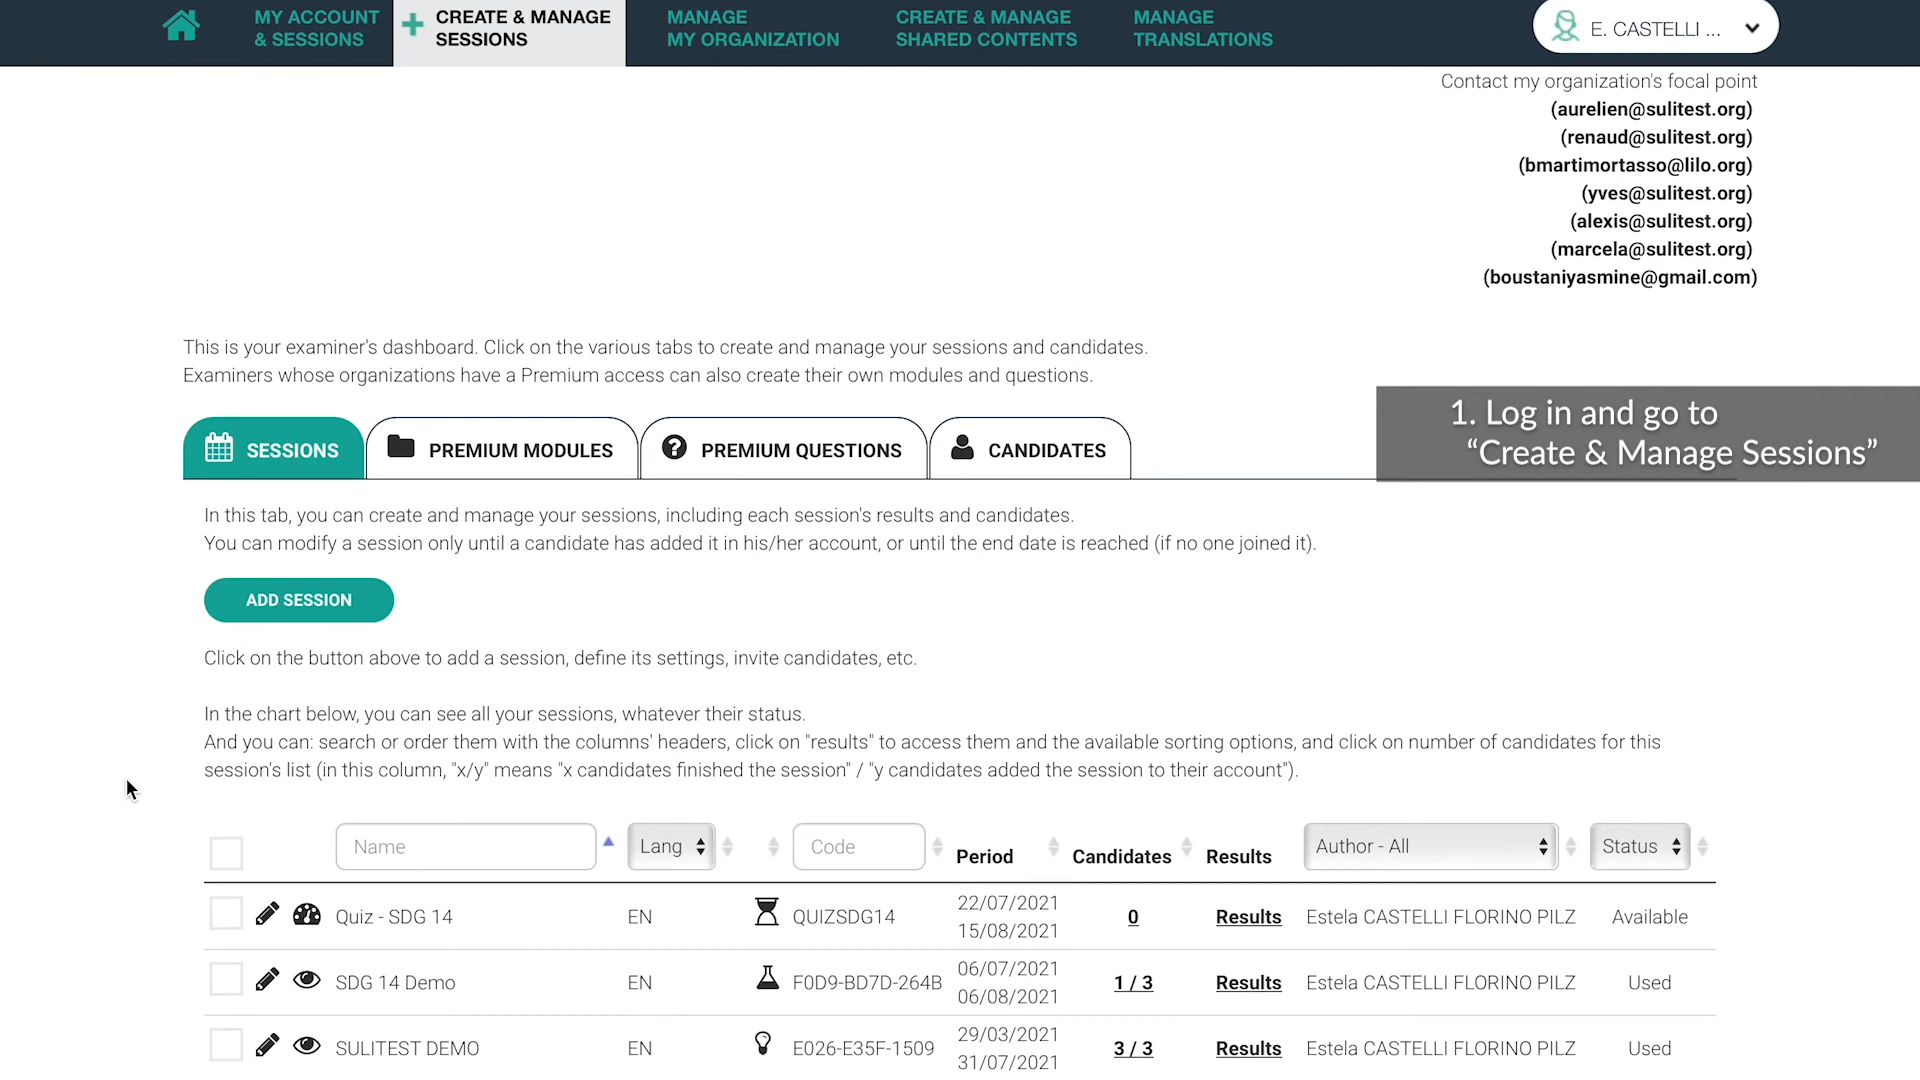 MY ACCOUNT
& SESSIONS
CREATE & MANAGE
SESSIONS
MANAGE
MY ORGANIZATION
CREATE & MANAGE
SHARED CONTENTS
MANAGE
TRANSLATIONS
E. CASTELLI ...
Contact my organization's focal point
(aurelien@sulitest.org)
(renaud@sulitest.org)
(bmartimortasso@lilo.org)
(yves@sulitest.org)
(alexis@sulitest.org)
(marcela@sulitest.org)
(boustaniyasmine@gmail.com)
This is your examiner's dashboard. Click on the various tabs to create and manage your sessions and candidates.
Examiners whose organizations have a Premium access can also create their own modules and questions.
1. Log in and go to
“Create & Manage Sessions”
SESSIONS
PREMIUM MODULES
PREMIUM QUESTIONS
CANDIDATES
In this tab, you can create and manage your sessions, including each session's results and candidates.
You can modify a session only until a candidate has added it in his/her account, or until the end date is reached (if no one joined it).
ADD SESSION
Click on the button above to add a session, define its settings, invite candidates, etc.
In the chart below, you can see all your sessions, whatever their status.
And you can: search or order them with the columns' headers, click on "results" to access them and the available sorting options, and click on number of candidates for this
session's list (in this column, "x/y" means "x candidates finished the session" / "y candidates added the session to their account").
Name Lang Code Period Candidates Results Author - All Status
Quiz - SDG 14 EN QUIZSDG14 22/07/2021 0 Results Estela CASTELLI FLORINO PILZ Available
15/08/2021
SDG 14 Demo EN F0D9-BD7D-264B 06/07/2021 1 / 3 Results Estela CASTELLI FLORINO PILZ Used
06/08/2021
SULITEST DEMO EN E026-E35F-1509 29/03/2021 3 / 3 Results Estela CASTELLI FLORINO PILZ Used
31/07/2021